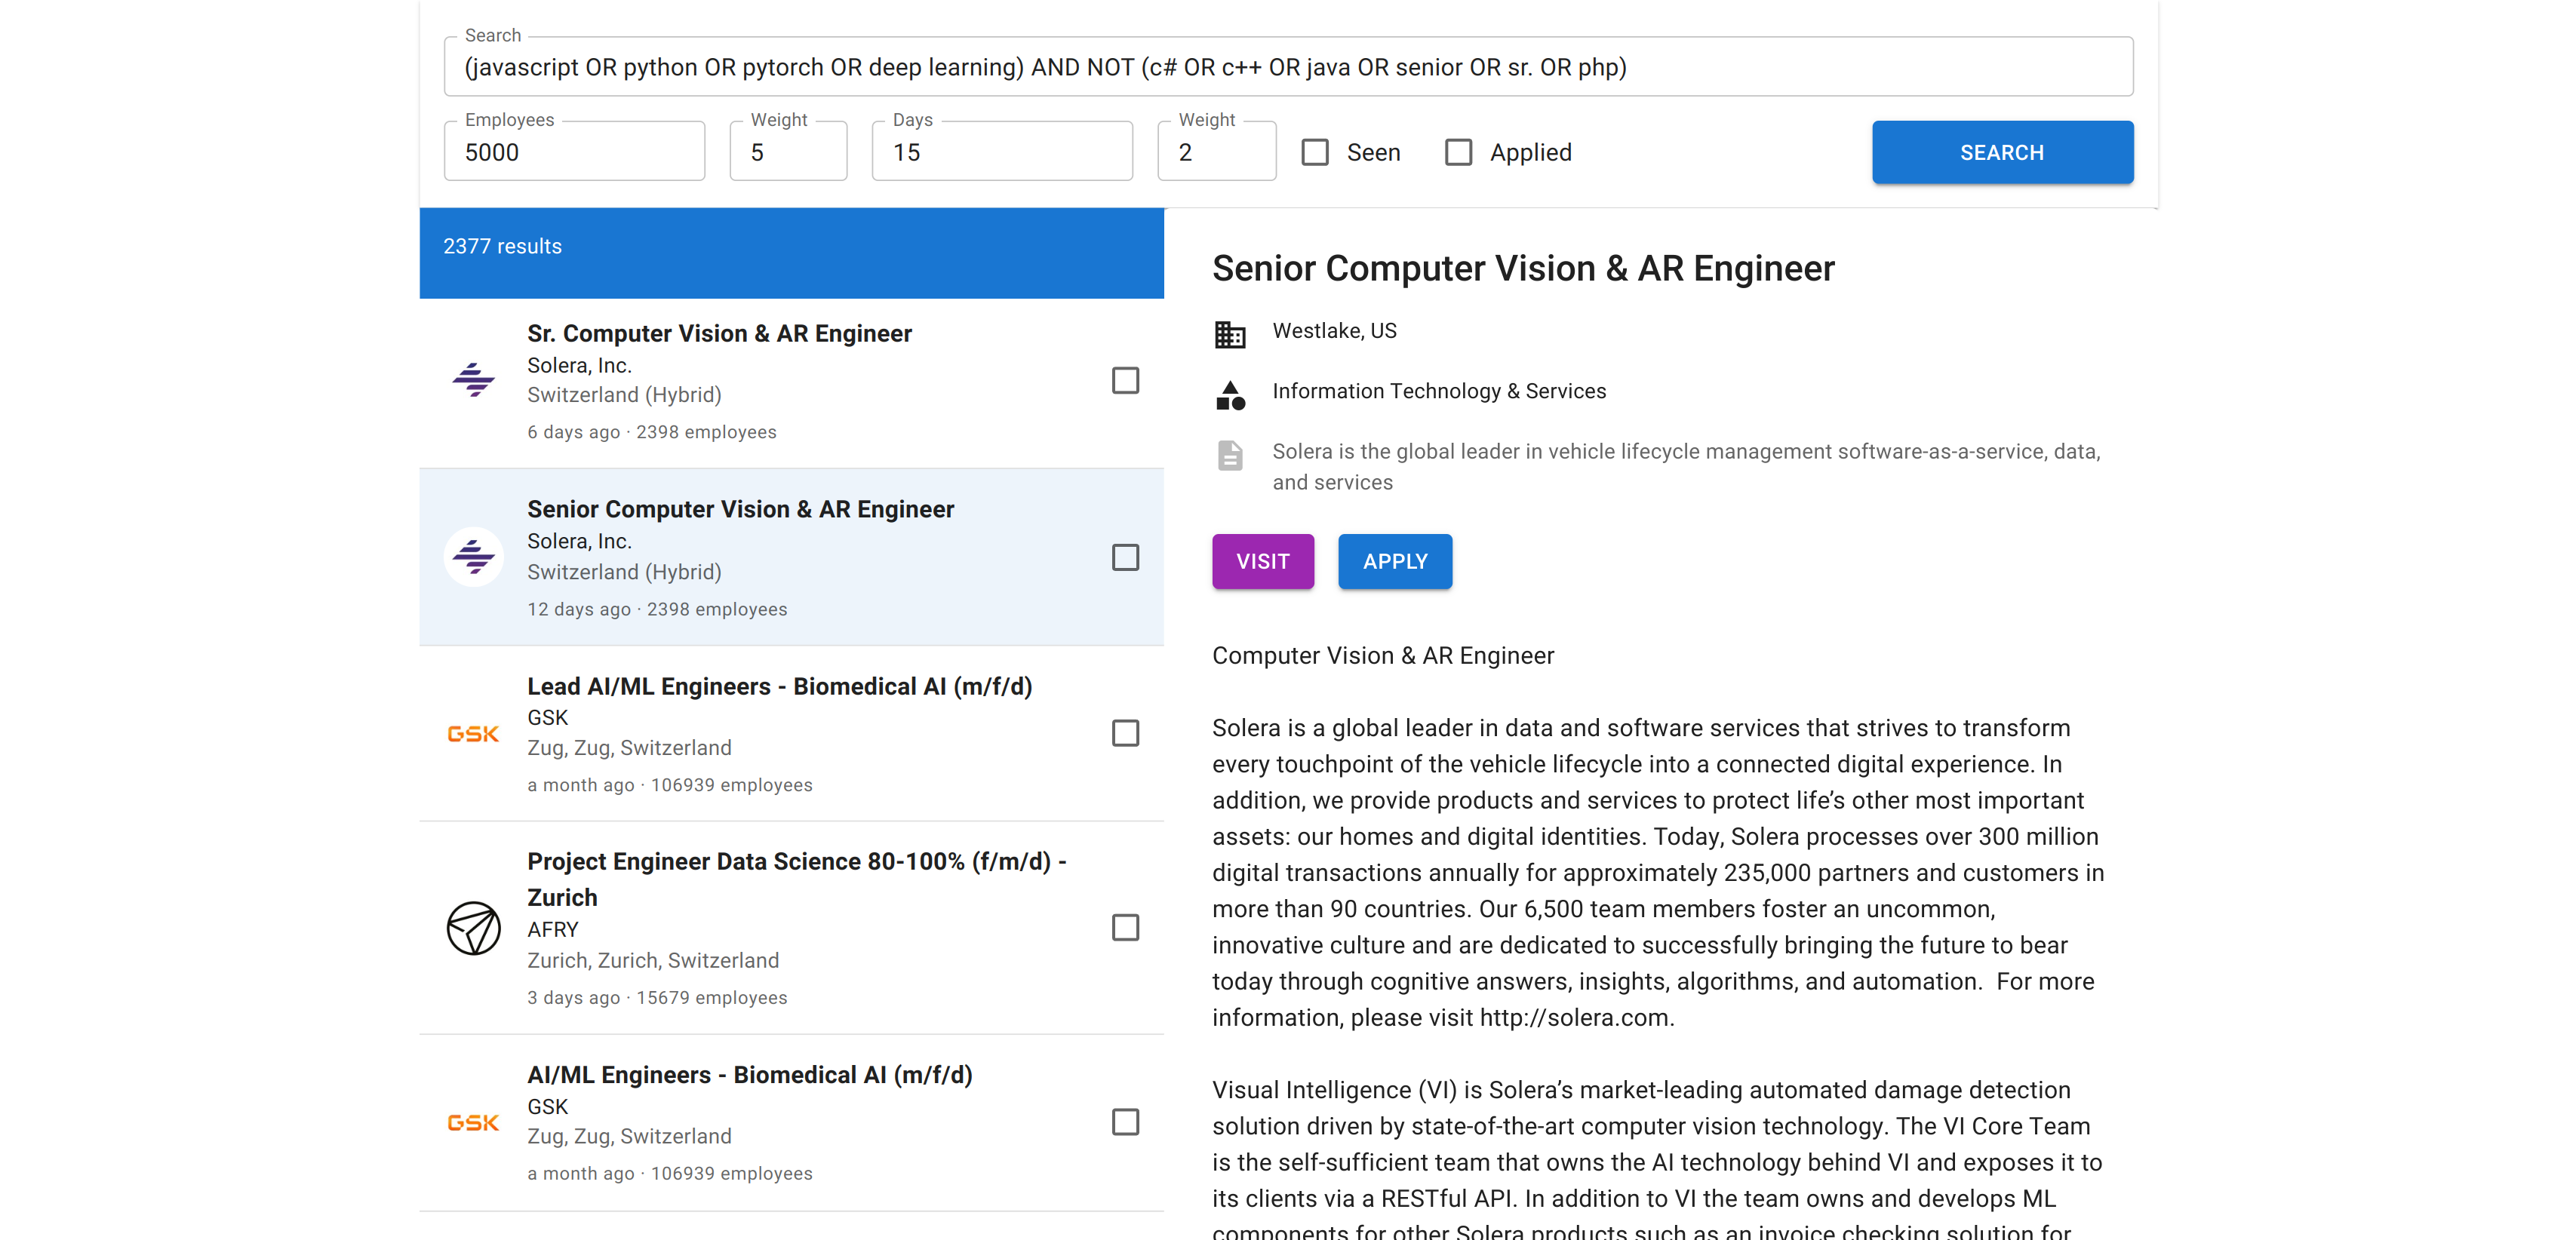 Search
(javascript OR python OR pytorch OR deep learning) AND NOT (c# OR c++ OR java OR senior OR sr. OR php)
Employees
5000
Weight
5
Days
15
Weight
2
Seen
Applied
SEARCH
2377 results
Sr. Computer Vision & AR Engineer
Solera, Inc.
Switzerland (Hybrid)
6 days ago · 2398 employees
Senior Computer Vision & AR Engineer
Solera, Inc.
Switzerland (Hybrid)
12 days ago · 2398 employees
GSK
Lead AI/ML Engineers - Biomedical AI (m/f/d)
GSK
Zug, Zug, Switzerland
a month ago · 106939 employees
Project Engineer Data Science 80-100% (f/m/d) -
Zurich
AFRY
Zurich, Zurich, Switzerland
3 days ago · 15679 employees
GSK
AI/ML Engineers - Biomedical AI (m/f/d)
GSK
Zug, Zug, Switzerland
a month ago · 106939 employees
Senior Computer Vision & AR Engineer
Westlake, US
Information Technology & Services
Solera is the global leader in vehicle lifecycle management software-as-a-service, data,
and services
VISIT
APPLY
Computer Vision & AR Engineer
Solera is a global leader in data and software services that strives to transform
every touchpoint of the vehicle lifecycle into a connected digital experience. In
addition, we provide products and services to protect life’s other most important
assets: our homes and digital identities. Today, Solera processes over 300 million
digital transactions annually for approximately 235,000 partners and customers in
more than 90 countries. Our 6,500 team members foster an uncommon,
innovative culture and are dedicated to successfully bringing the future to bear
today through cognitive answers, insights, algorithms, and automation.  For more
information, please visit http://solera.com.
Visual Intelligence (VI) is Solera’s market-leading automated damage detection
solution driven by state-of-the-art computer vision technology. The VI Core Team
is the self-sufficient team that owns the AI technology behind VI and exposes it to
its clients via a RESTful API. In addition to VI the team owns and develops ML
components for other Solera products such as an invoice checking solution for